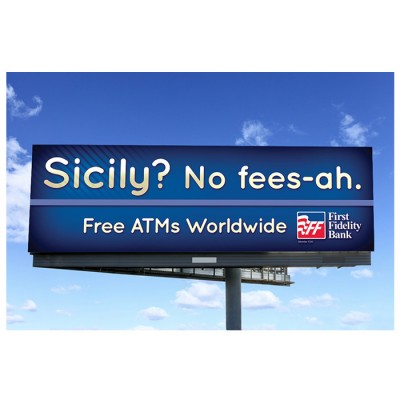 Sicily? No fees-ah.
Free ATMs Worldwide
First
Fidelity
Bank